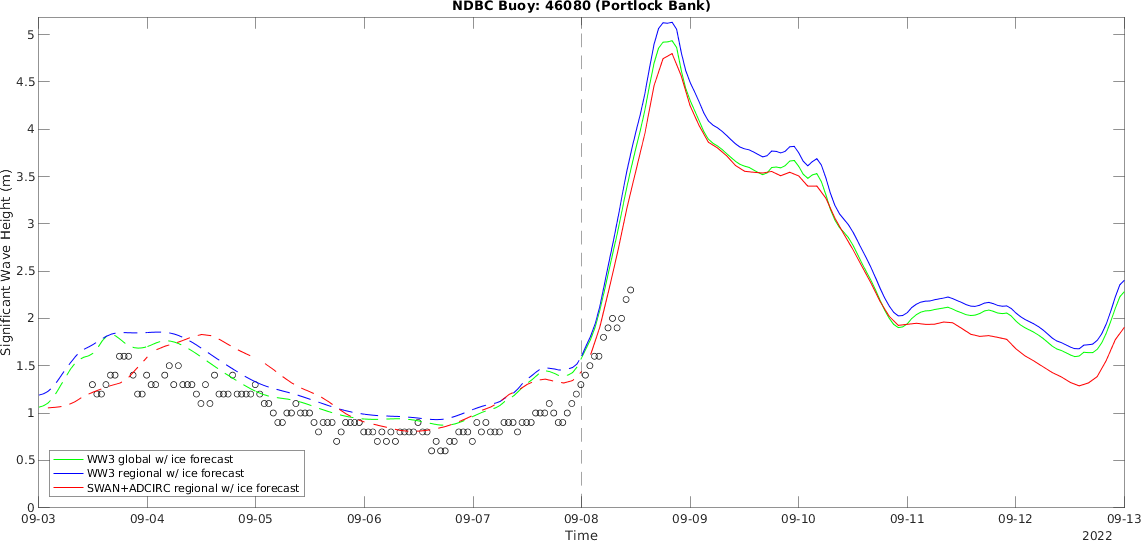 NDBC Buoy: 46080 (Portlock Bank)
5
4.5
4
3.5
3
2.5
2
1.5
1
0.5
0
Significant Wave Height (m)
WW3 global w/ ice forecast
WW3 regional w/ ice forecast
SWAN+ADCIRC regional w/ ice forecast
09-03 09-04 09-05 09-06 09-07 09-08 09-09 09-10 09-11 09-12 09-13
Time
2022